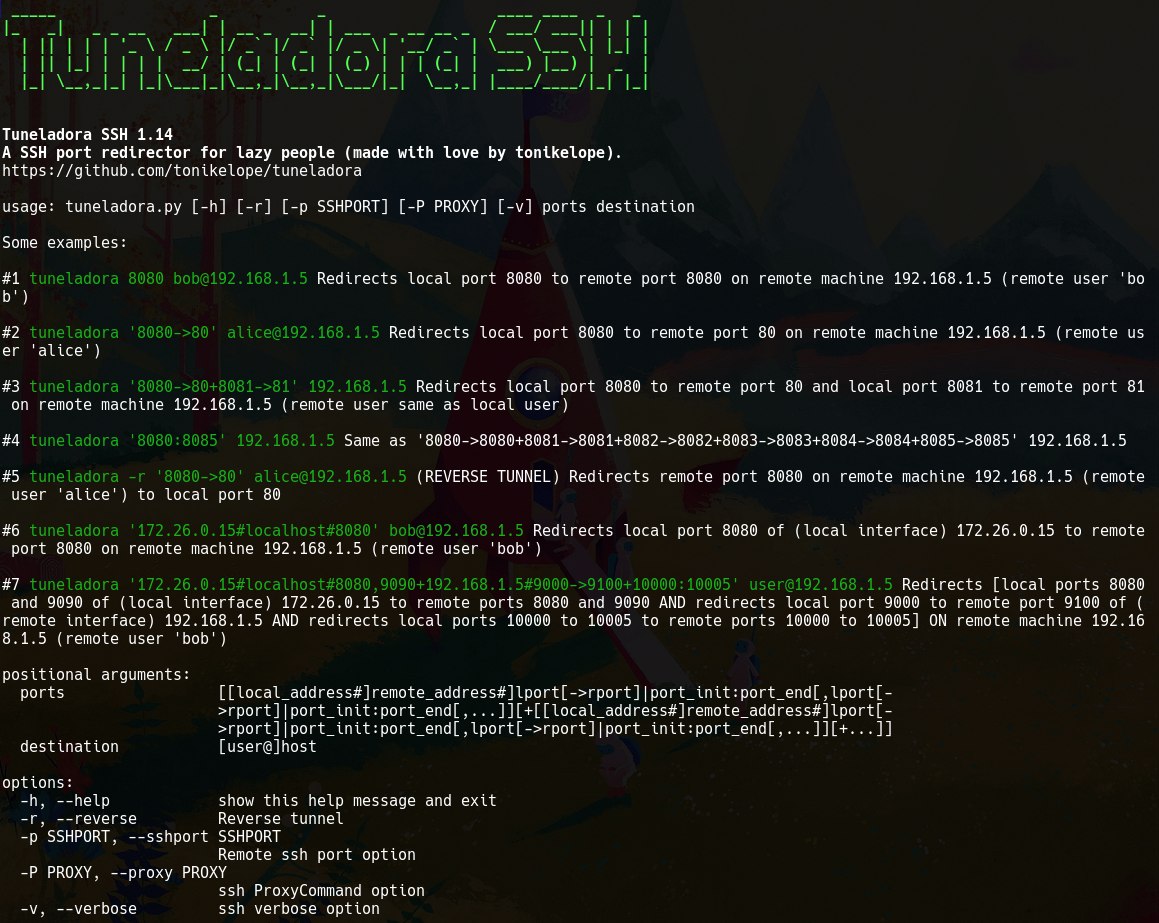 Tuneladora SSH
Tuneladora SSH 1.14
A SSH port redirector for lazy people (made with love by tonikelope).
https://github.com/tonikelope/tuneladora
usage: tuneladora.py [-h] [-r] [-p SSHPORT] [-P PROXY] [-v] ports destination
Some examples:
#1 tuneladora 8080 bob@192.168.1.5 Redirects local port 8080 to remote port 8080 on remote machine 192.168.1.5 (remote user 'bo
b')
#2 tuneladora '8080->80' alice@192.168.1.5 Redirects local port 8080 to remote port 80 on remote machine 192.168.1.5 (remote us
er 'alice')
#3 tuneladora '8080->80+8081->81' 192.168.1.5 Redirects local port 8080 to remote port 80 and local port 8081 to remote port 81
on remote machine 192.168.1.5 (remote user same as local user)
#4 tuneladora '8080:8085' 192.168.1.5 Same as '8080->8080+8081->8081+8082->8082+8083->8083+8084->8084+8085->8085' 192.168.1.5
#5 tuneladora -r '8080->80' alice@192.168.1.5 (REVERSE TUNNEL) Redirects remote port 8080 on remote machine 192.168.1.5 (remote
user 'alice') to local port 80
#6 tuneladora '172.26.0.15#localhost#8080' bob@192.168.1.5 Redirects local port 8080 of (local interface) 172.26.0.15 to remote
port 8080 on remote machine 192.168.1.5 (remote user 'bob')
#7 tuneladora '172.26.0.15#localhost#8080,9090+192.168.1.5#9000->9100+10000:10005' user@192.168.1.5 Redirects [local ports 8080
and 9090 of (local interface) 172.26.0.15 to remote ports 8080 and 9090 AND redirects local port 9000 to remote port 9100 of (
remote interface) 192.168.1.5 AND redirects local ports 10000 to 10005 to remote ports 10000 to 10005] ON remote machine 192.16
8.1.5 (remote user 'bob')
positional arguments:
ports [[local_address#]remote_address#]lport[->rport]|port_init:port_end[,lport[-
>rport]|port_init:port_end[,...]][+[[local_address#]remote_address#]lport[-
>rport]|port_init:port_end[,lport[->rport]|port_init:port_end[,...]][+...]]
destination [user@]host
options:
-h, --help show this help message and exit
-r, --reverse Reverse tunnel
-p SSHPORT, --sshport SSHPORT
Remote ssh port option
-P PROXY, --proxy PROXY
ssh ProxyCommand option
-v, --verbose ssh verbose option